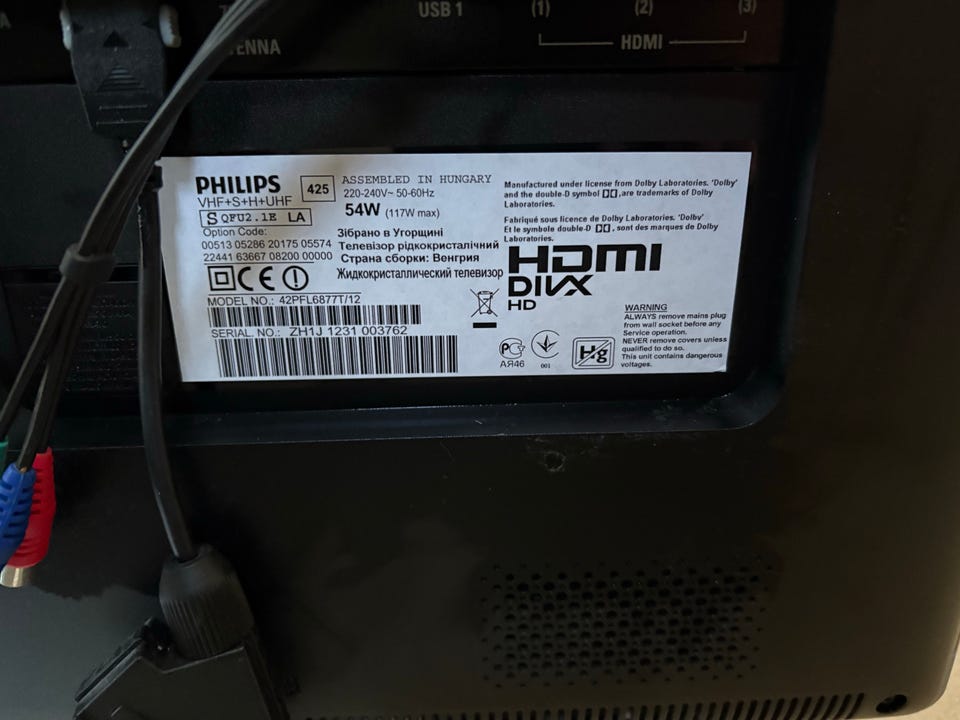 USB 1
(1) (2) (3)
HDMI
PHILIPS 425
VHF+S+H+UHF
S QFU2.1E LA
Option Code:
00513 05286 20175 05574
22441 63667 08200 00000
CE
MODEL NO.: 42PFL6877T/12
SERIAL NO.: ZH1J 1231 003762
ASSEMBLED IN HUNGARY
220-240V~ 50-60Hz
54W (117W max)
Зібрано в Угорщині
Телевізор рідкокристалічний
Страна сборки: Венгрия
Жидкокристаллический телевизор
Manufactured under license from Dolby Laboratories. 'Dolby'
and the double-D symbol DD, are trademarks of Dolby
Laboratories.
Fabriqué sous licence de Dolby Laboratories. 'Dolby'
Et le symbole double-D DD, sont des marques de Dolby
Laboratories.
HDMI
DIVX
HD
РС
АЯ46
001
Hg
WARNING
ALWAYS remove mains plug
from wall socket before any
Service operation.
NEVER remove covers unless
qualified to do so.
This unit contains dangerous
voltages.